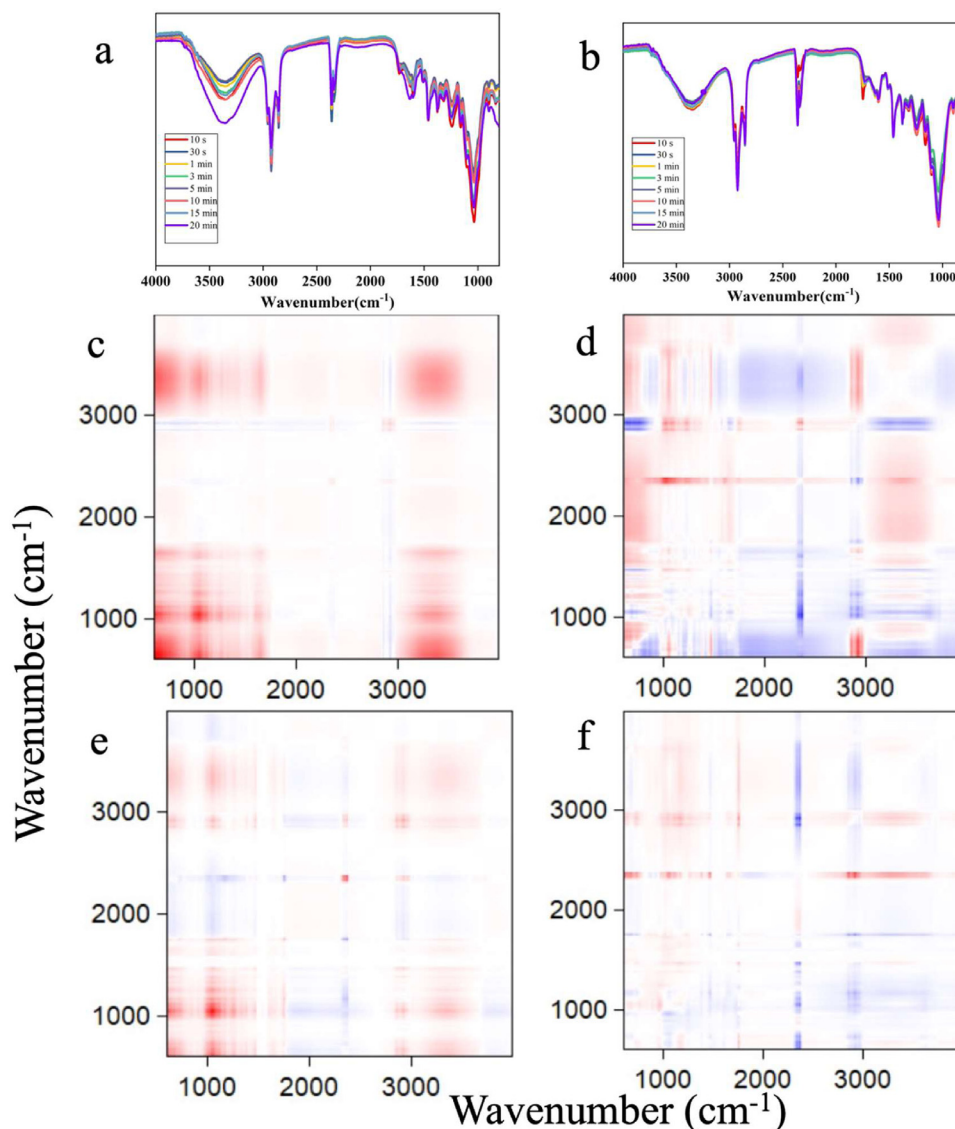 a
10 s
30 s
1 min
3 min
5 min
10 min
15 min
20 min
4000 3500 3000 2500 2000 1500 1000
Wavenumber(cm-1)
b
10 s
30 s
1 min
3 min
5 min
10 min
15 min
20 min
4000 3500 3000 2500 2000 1500 1000
Wavenumber(cm-1)
c
3000
2000
1000
1000 2000 3000
d
3000
2000
1000
1000 2000 3000
e
3000
2000
1000
1000 2000 3000
f
3000
2000
1000
1000 2000 3000
Wavenumber (cm-1)
Wavenumber (cm-1)